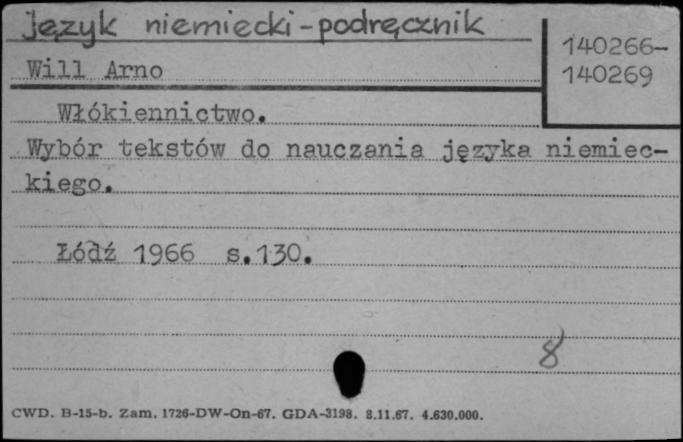 Język niemiecki-podręcznik
140266-
140269
Will Arno
Włókiennictwo.
Wybór tekstów do nauczania języka niemiec-
kiego.
Łódź 1966 s.130.
8
CWD. B-15-b. Zam. 1726-DW-On-67. GDA-3198. 8.11.67. 4.630.000.